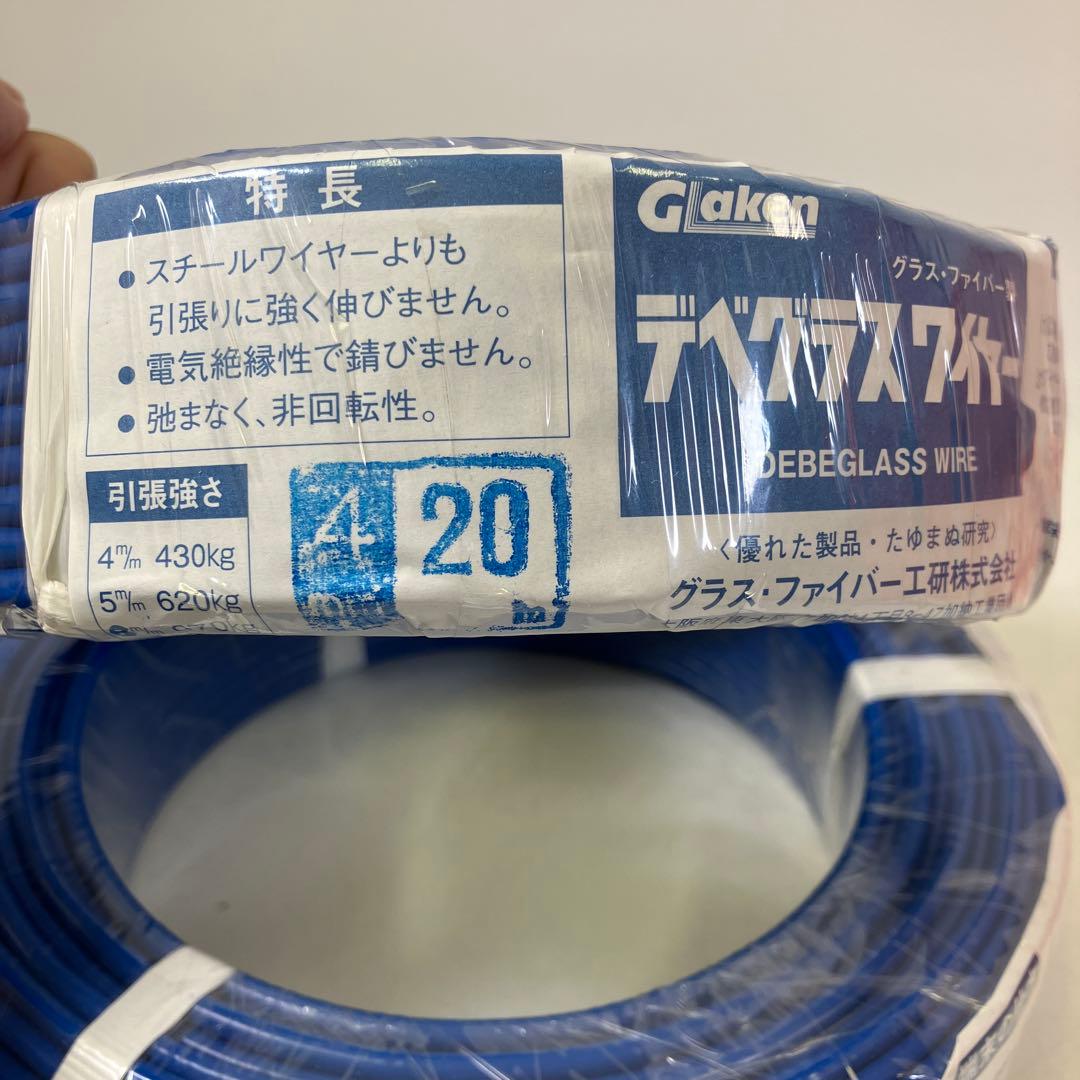 特長
● スチールワイヤーよりも
引張りに強く伸びません。
● 電気絶縁性で錆びません。
● 弛まなく、非回転性。
引張強さ
4m/m 430kg
5m/m 620kg
4
20
m
GLaken
グラス・ファイバー製
デベグラスワイヤー
DEBEGLASS WIRE
〈優れた製品・たゆまぬ研究〉
グラス・ファイバー工研株式会社